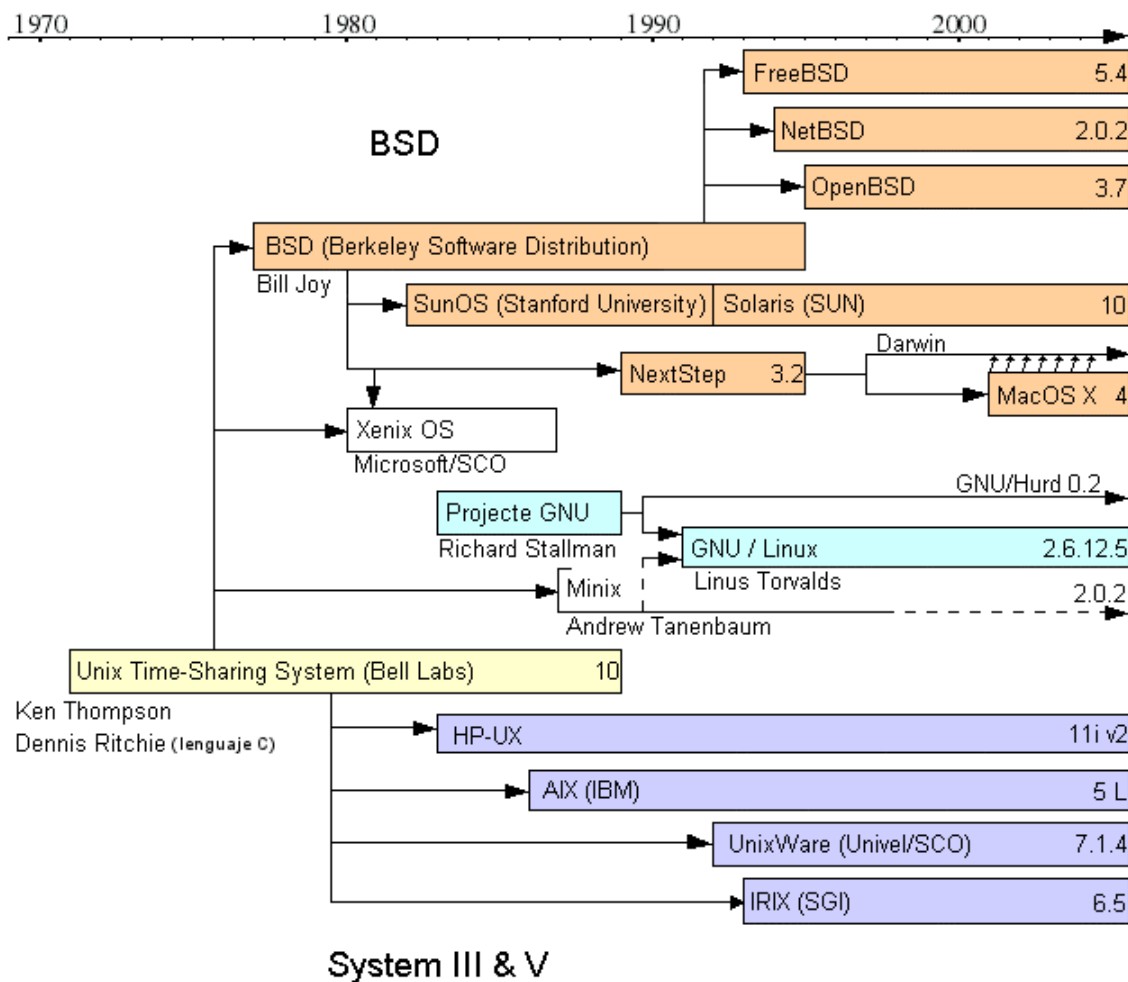 1970 1980 1990 2000
FreeBSD 5.4
BSD
NetBSD 2.0.2
OpenBSD 3.7
BSD (Berkeley Software Distribution)
Bill Joy
SunOS (Stanford University) Solaris (SUN) 10
Darwin
NextStep 3.2
MacOS X 4
Xenix OS
Microsoft/SCO
GNU/Hurd 0.2
Projecte GNU
Richard Stallman
GNU / Linux 2.6.12.5
Linus Torvalds
Minix 2.0.2
Andrew Tanenbaum
Unix Time-Sharing System (Bell Labs) 10
Ken Thompson
Dennis Ritchie (lenguaje C)
HP-UX 11i v2
AIX (IBM) 5 L
UnixWare (Univel/SCO) 7.1.4
IRIX (SGI) 6.5
System III & V